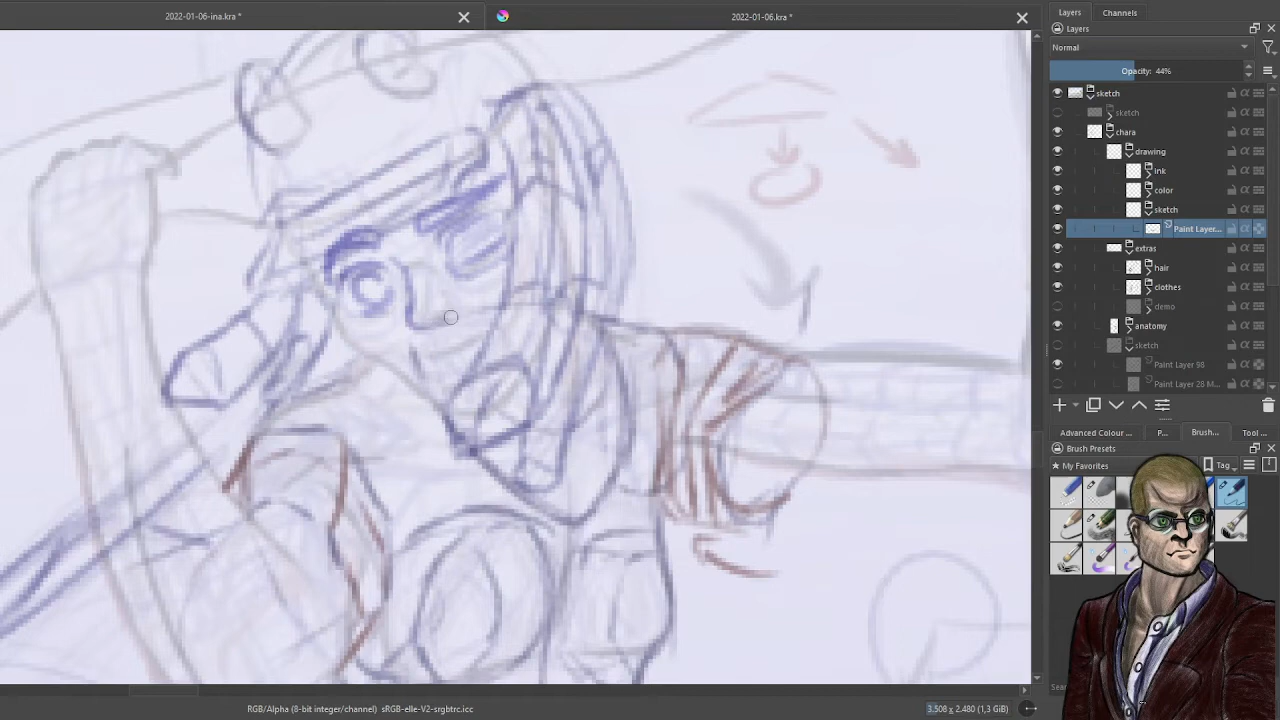 2022-01-06-ina.kra *
2022-01-06.kra *
Layers
Channels
Layers
Normal
Opacity: 44%
sketch
sketch
chara
drawing
ink
color
sketch
Paint Layer...
extras
hair
clothes
demo
anatomy
sketch
Paint Layer 98
Paint Layer 28 M...
Advanced Colour ...
P...
Brush...
Tool ...
Brush Presets
My Favorites
Tag
RGB/Alpha (8-bit integer/channel) sRGB-elle-V2-srgbtrc.icc
3.508 x 2.480 (1,3 GiB)